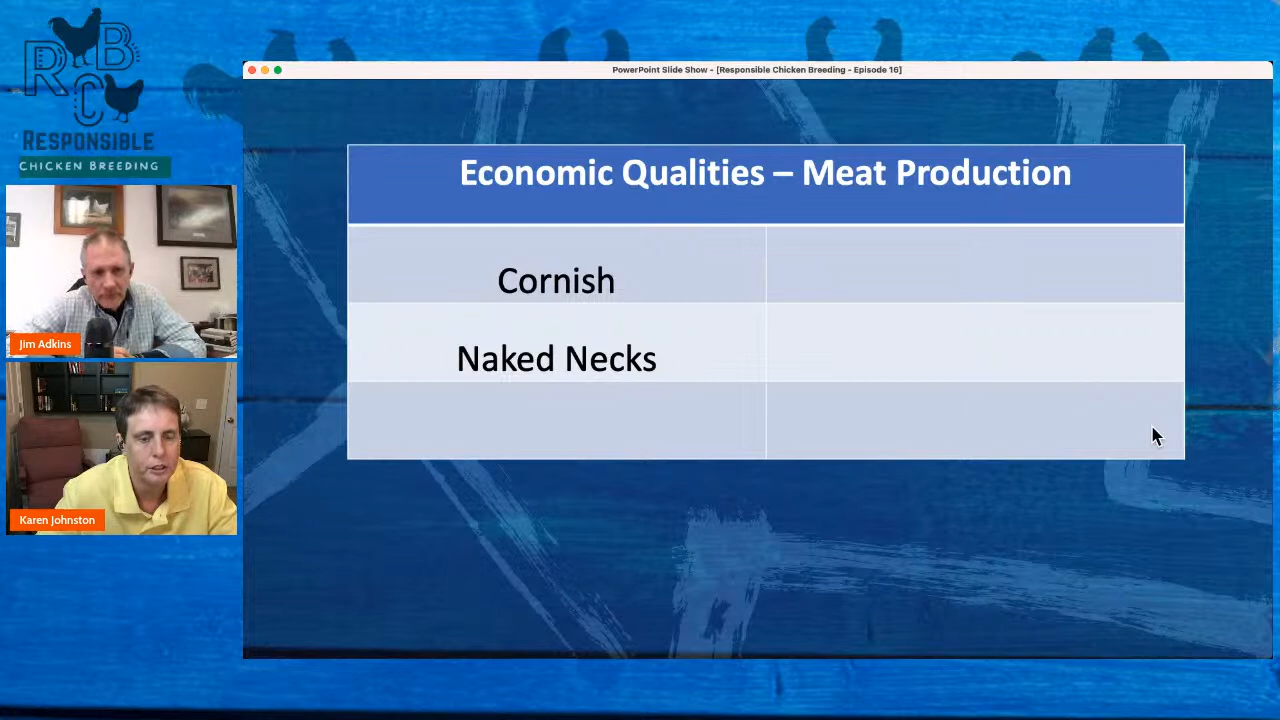 R B C
RESPONSIBLE
CHICKEN BREEDING
PowerPoint Slide Show - [Responsible Chicken Breeding - Episode 16]
Economic Qualities – Meat Production
Cornish
Naked Necks
Jim Adkins
Karen Johnston